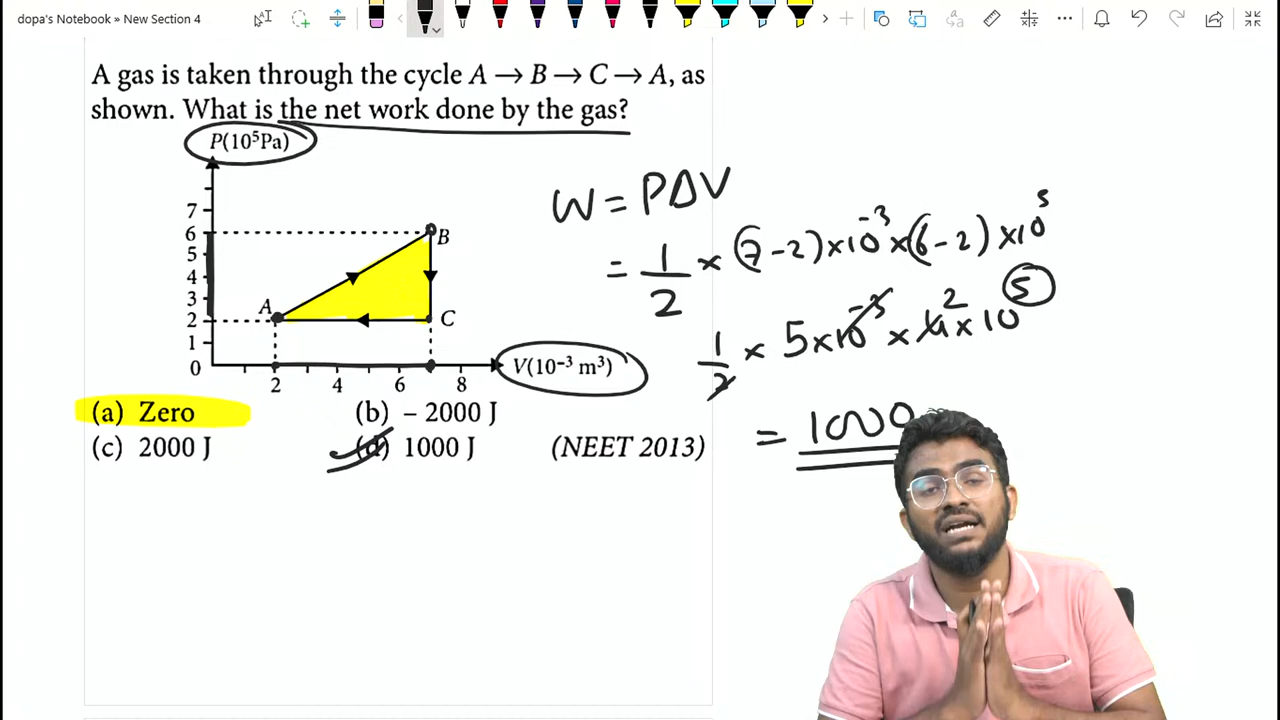 dopa's Notebook » New Section 4
A gas is taken through the cycle A → B → C → A, as
shown. What is the net work done by the gas?
P(10⁵Pa)
7
6
5
4
3
2
1
0
A
B
C
2 4 6 8
V(10⁻³ m³)
(a) Zero (b) – 2000 J
(c) 2000 J (d) 1000 J (NEET 2013)
W = PΔV
= 1/2 × (7-2)×10⁻³×(6-2)×10⁵
1/2 × 5×10⁻³ × 4² × 10⁵
= 1000